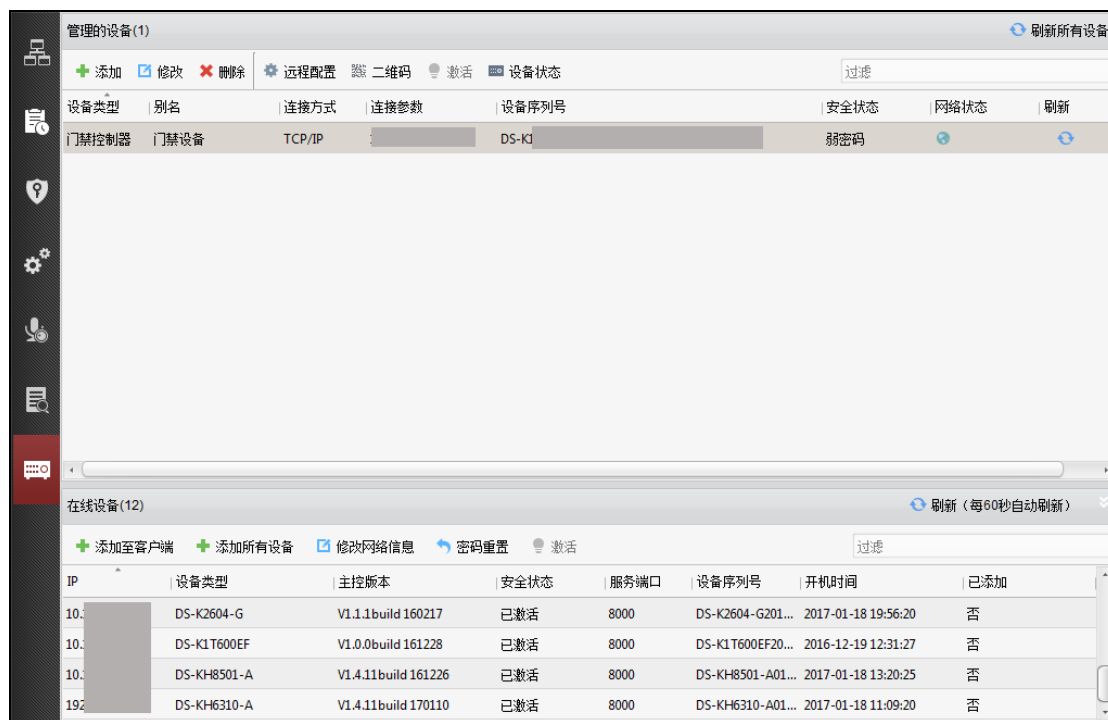 管理的设备(1) 刷新所有设备
添加 修改 删除 远程配置 二维码 激活 设备状态 过滤
设备类型 别名 连接方式 连接参数 设备序列号 安全状态 网络状态 刷新
门禁控制器 门禁设备 TCP/IP DS-K1 弱密码
在线设备(12) 刷新（每60秒自动刷新）
添加至客户端 添加所有设备 修改网络信息 密码重置 激活 过滤
IP 设备类型 主控版本 安全状态 服务端口 设备序列号 开机时间 已添加
10. DS-K2604-G V1.1.1build 160217 已激活 8000 DS-K2604-G201... 2017-01-18 19:56:20 否
10. DS-K1T600EF V1.0.0build 161228 已激活 8000 DS-K1T600EF20... 2016-12-19 12:31:27 否
10. DS-KH8501-A V1.4.11build 161226 已激活 8000 DS-KH8501-A01... 2017-01-18 13:20:25 否
192 DS-KH6310-A V1.4.11build 170110 已激活 8000 DS-KH6310-A01... 2017-01-18 11:09:20 否